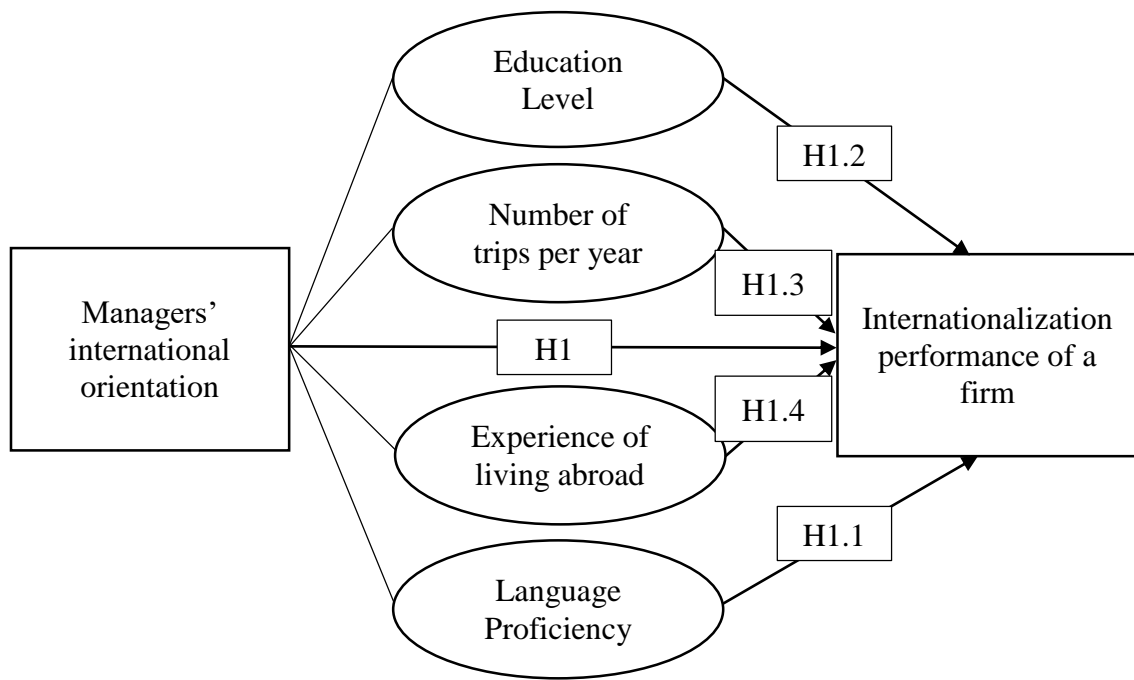 Education
Level
H1.2
Number of
trips per year
H1.3
Managers’
international
orientation
H1
Internationalization
performance of a
firm
Experience of
living abroad
H1.4
H1.1
Language
Proficiency